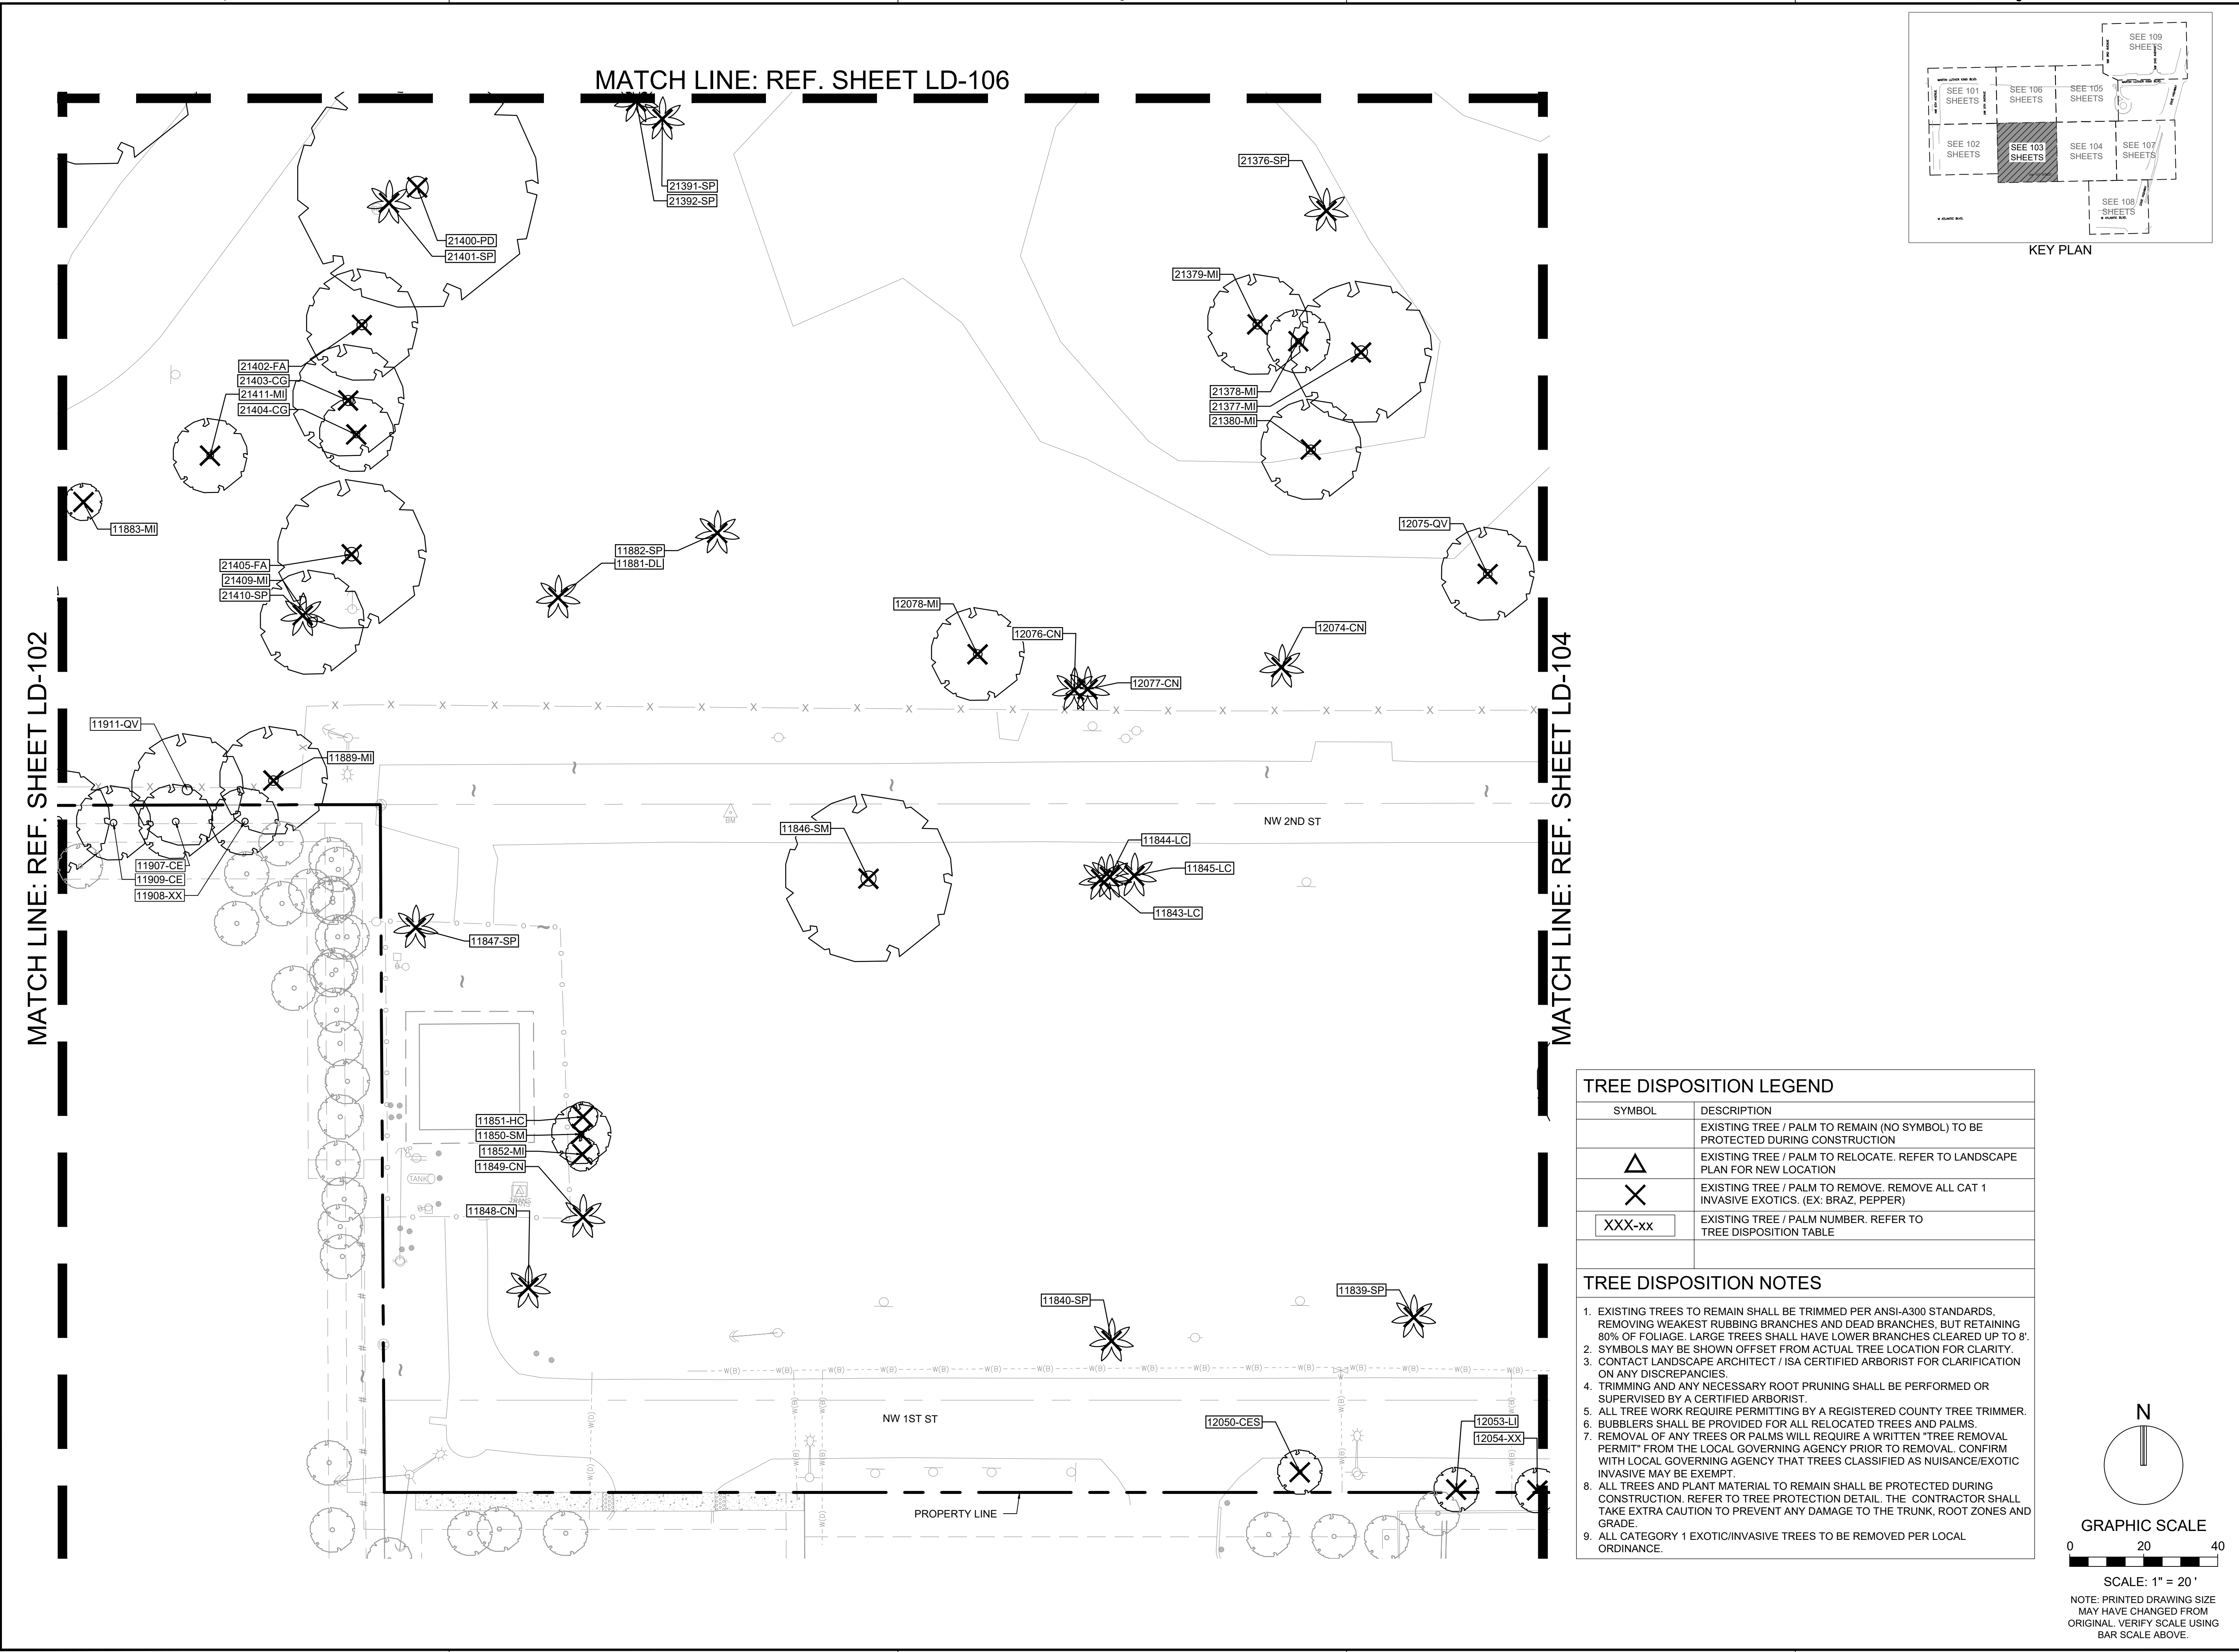 MATCH LINE: REF. SHEET LD-106
MATCH LINE: REF. SHEET LD-102
MATCH LINE: REF. SHEET LD-104
21391-SP
21392-SP
21376-SP
21400-PD
21401-SP
21379-MI
21402-FA
21403-CG
21411-MI
21404-CG
21378-MI
21377-MI
21380-MI
11883-MI
12075-QV
11882-SP
11881-DL
21405-FA
21409-MI
21410-SP
12078-MI
12076-CN
12074-CN
12077-CN
11911-QV
11889-MI
BM
NW 2ND ST
11846-SM
11844-LC
11845-LC
11843-LC
11907-CE
11909-CE
11908-XX
11847-SP
11851-HC
11850-SM
11852-MI
11849-CN
TANK
11848-CN
11840-SP
11839-SP
W(B)
W(D)
NW 1ST ST
12050-CES
12053-LI
12054-XX
PROPERTY LINE
SEE 109
SHEETS
MARTIN LUTHER KING BLVD.
SEE 101
SHEETS
SEE 106
SHEETS
SEE 105
SHEETS
SEE 102
SHEETS
SEE 103
SHEETS
SEE 104
SHEETS
SEE 107
SHEETS
SEE 108
SHEETS
W ATLANTIC BLVD.
W ATLANTIC BLVD.
KEY PLAN
TREE DISPOSITION LEGEND
SYMBOL DESCRIPTION
EXISTING TREE / PALM TO REMAIN (NO SYMBOL) TO BE
PROTECTED DURING CONSTRUCTION
EXISTING TREE / PALM TO RELOCATE. REFER TO LANDSCAPE
PLAN FOR NEW LOCATION
EXISTING TREE / PALM TO REMOVE. REMOVE ALL CAT 1
INVASIVE EXOTICS. (EX: BRAZ, PEPPER)
XXX-xx
EXISTING TREE / PALM NUMBER. REFER TO
TREE DISPOSITION TABLE
TREE DISPOSITION NOTES
1. EXISTING TREES TO REMAIN SHALL BE TRIMMED PER ANSI-A300 STANDARDS,
REMOVING WEAKEST RUBBING BRANCHES AND DEAD BRANCHES, BUT RETAINING
80% OF FOLIAGE. LARGE TREES SHALL HAVE LOWER BRANCHES CLEARED UP TO 8'.
2. SYMBOLS MAY BE SHOWN OFFSET FROM ACTUAL TREE LOCATION FOR CLARITY.
3. CONTACT LANDSCAPE ARCHITECT / ISA CERTIFIED ARBORIST FOR CLARIFICATION
ON ANY DISCREPANCIES.
4. TRIMMING AND ANY NECESSARY ROOT PRUNING SHALL BE PERFORMED OR
SUPERVISED BY A CERTIFIED ARBORIST.
5. ALL TREE WORK REQUIRE PERMITTING BY A REGISTERED COUNTY TREE TRIMMER.
6. BUBBLERS SHALL BE PROVIDED FOR ALL RELOCATED TREES AND PALMS.
7. REMOVAL OF ANY TREES OR PALMS WILL REQUIRE A WRITTEN "TREE REMOVAL
PERMIT" FROM THE LOCAL GOVERNING AGENCY PRIOR TO REMOVAL. CONFIRM
WITH LOCAL GOVERNING AGENCY THAT TREES CLASSIFIED AS NUISANCE/EXOTIC
INVASIVE MAY BE EXEMPT.
8. ALL TREES AND PLANT MATERIAL TO REMAIN SHALL BE PROTECTED DURING
CONSTRUCTION. REFER TO TREE PROTECTION DETAIL. THE CONTRACTOR SHALL
TAKE EXTRA CAUTION TO PREVENT ANY DAMAGE TO THE TRUNK, ROOT ZONES AND
GRADE.
9. ALL CATEGORY 1 EXOTIC/INVASIVE TREES TO BE REMOVED PER LOCAL
ORDINANCE.
N
GRAPHIC SCALE
0 20 40
SCALE: 1" = 20 '
NOTE: PRINTED DRAWING SIZE
MAY HAVE CHANGED FROM
ORIGINAL. VERIFY SCALE USING
BAR SCALE ABOVE.